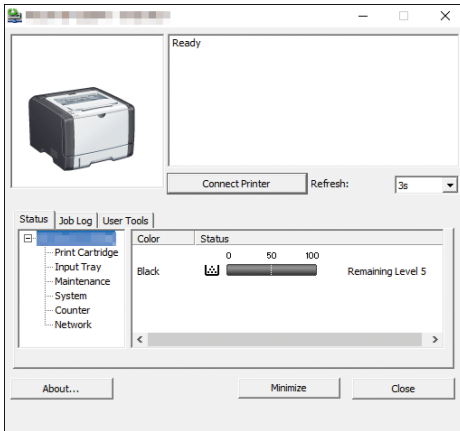 Ready
Connect Printer Refresh: 3s
Status Job Log User Tools
Color Status
Print Cartridge
Input Tray
Maintenance
System
Counter
Network
0 50 100
Black Remaining Level 5
About... Minimize Close